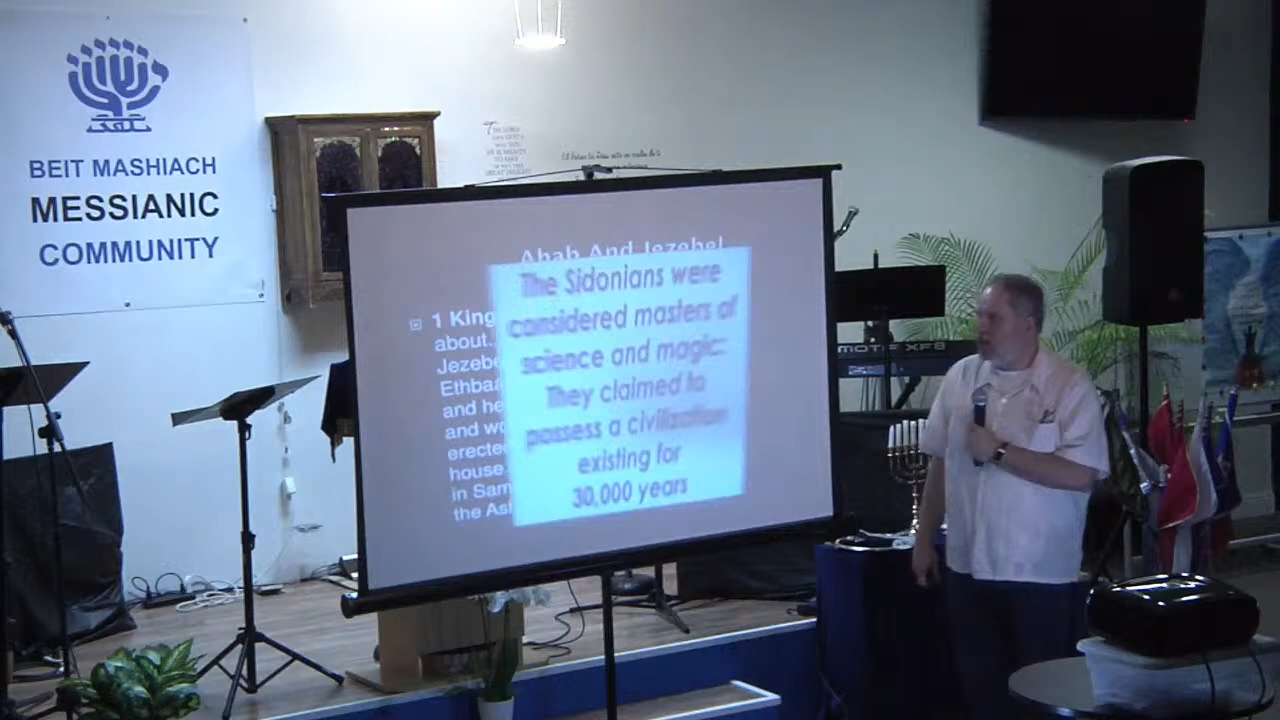 BEIT MASHIACH
MESSIANIC
COMMUNITY
Ahab And Jezebel
1 King
about.
Jezebe
Ethbaa
and he
and wo
erecte
house
in Sam
the Ash
The Sidonians were
considered masters of
science and magic.
They claimed to
possess a civilization
existing for
30,000 years
MOTIF XF8